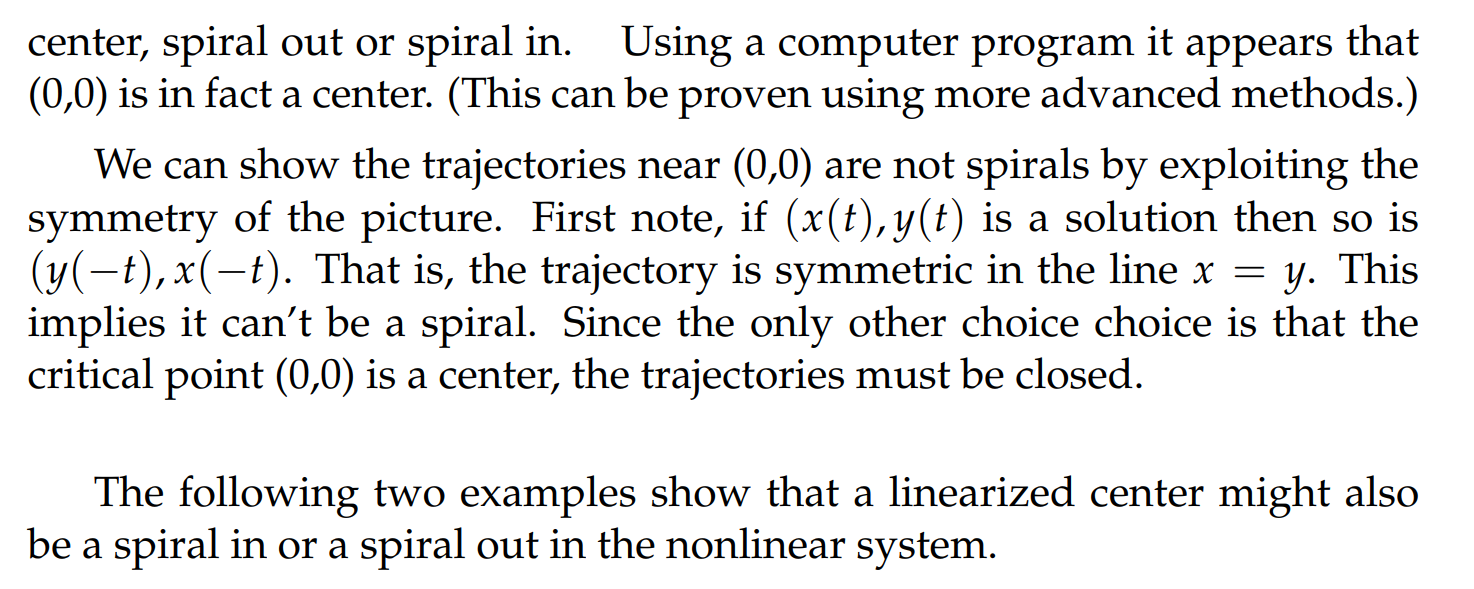 center, spiral out or spiral in. Using a computer program it appears that
(0,0) is in fact a center. (This can be proven using more advanced methods.)
We can show the trajectories near (0,0) are not spirals by exploiting the
symmetry of the picture. First note, if (x(t), y(t) is a solution then so is
(y(−t), x(−t). That is, the trajectory is symmetric in the line x = y. This
implies it can't be a spiral. Since the only other choice choice is that the
critical point (0,0) is a center, the trajectories must be closed.
The following two examples show that a linearized center might also
be a spiral in or a spiral out in the nonlinear system.